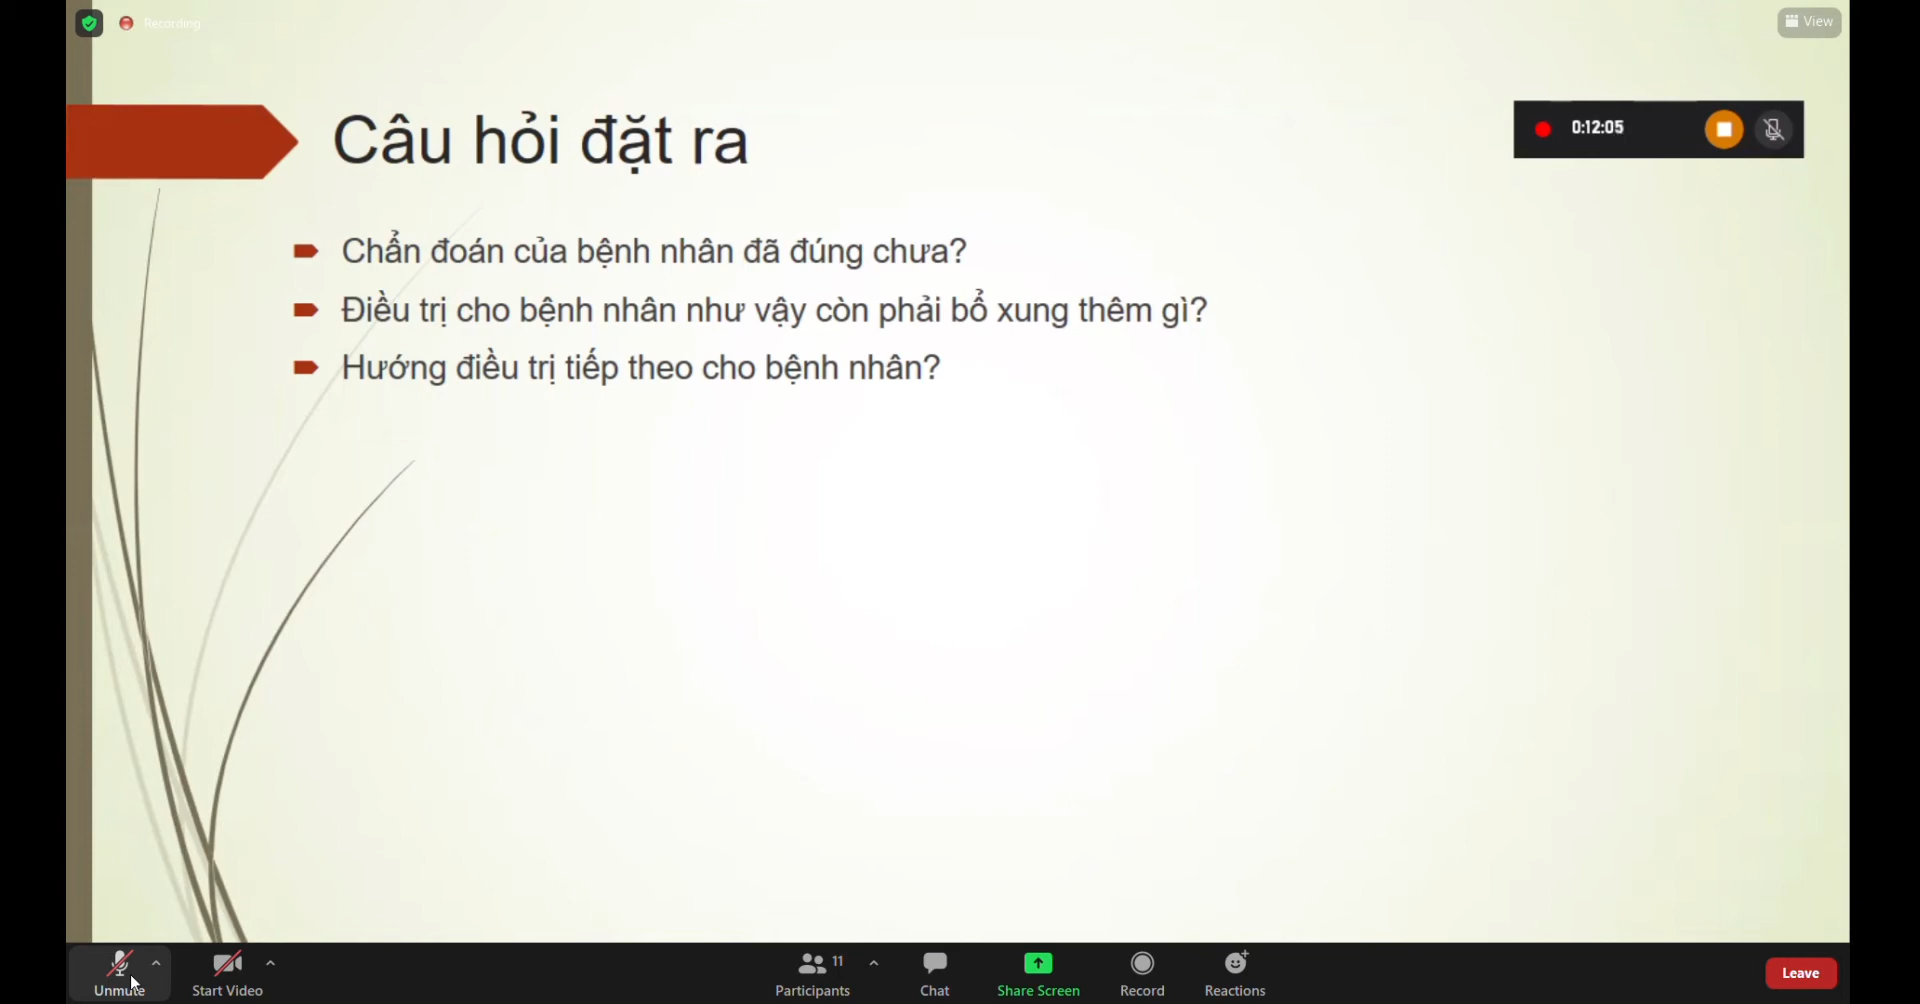 Recording
View
Câu hỏi đặt ra
0:12:05
Chẩn đoán của bệnh nhân đã đúng chưa?
Điều trị cho bệnh nhân như vậy còn phải bổ xung thêm gì?
Hướng điều trị tiếp theo cho bệnh nhân?
Unmute
Start Video
11
Participants
Chat
Share Screen
Record
Reactions
Leave